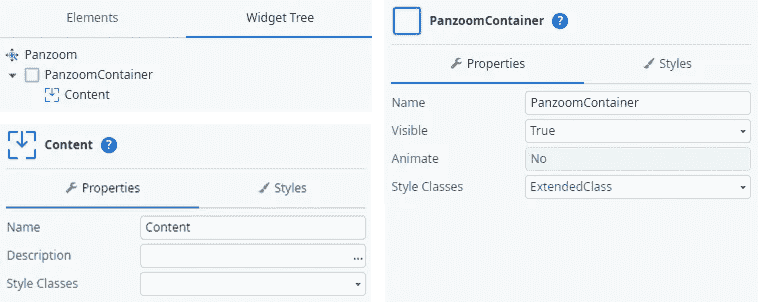 Elements Widget Tree
Panzoom
PanzoomContainer
Content
Content ?
Properties Styles
Name Content
Description ...
Style Classes
PanzoomContainer ?
Properties Styles
Name PanzoomContainer
Visible True
Animate No
Style Classes ExtendedClass